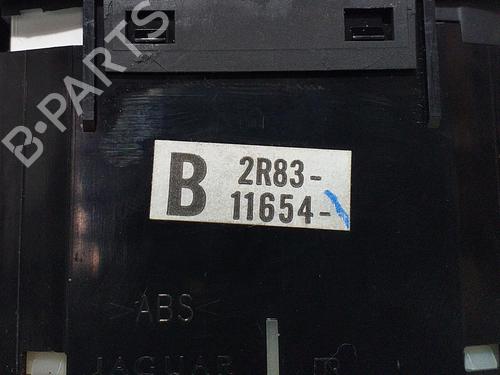 B·PARTS
B 2R83-
11654-
>ABS<
JAGUAR